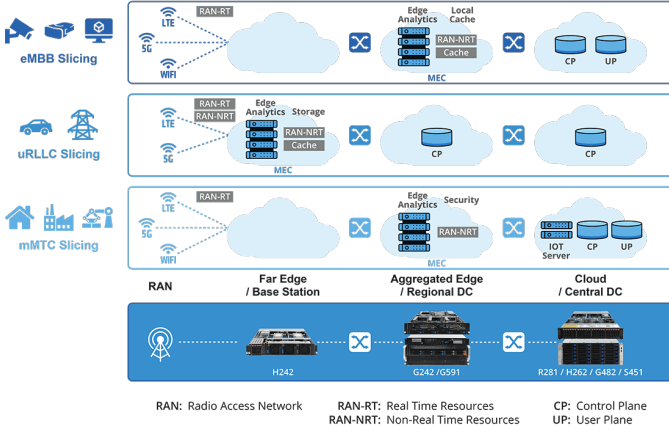 LTE
RAN-RT
5G
WIFI
eMBB Slicing
Edge Analytics
Local Cache
RAN-NRT
Cache
MEC
CP
UP
LTE
RAN-RT
RAN-NRT
5G
uRLLC Slicing
Edge Analytics
Storage
RAN-NRT
Cache
MEC
CP
CP
LTE
RAN-RT
5G
WIFI
mMTC Slicing
Edge Analytics
Security
RAN-NRT
MEC
IOT Server
CP
UP
RAN
Far Edge
/ Base Station
Aggregated Edge
/ Regional DC
Cloud
/ Central DC
H242
G242 /G591
R281 / H262 / G482 / S451
RAN: Radio Access Network
RAN-RT: Real Time Resources
CP: Control Plane
RAN-NRT: Non-Real Time Resources
UP: User Plane